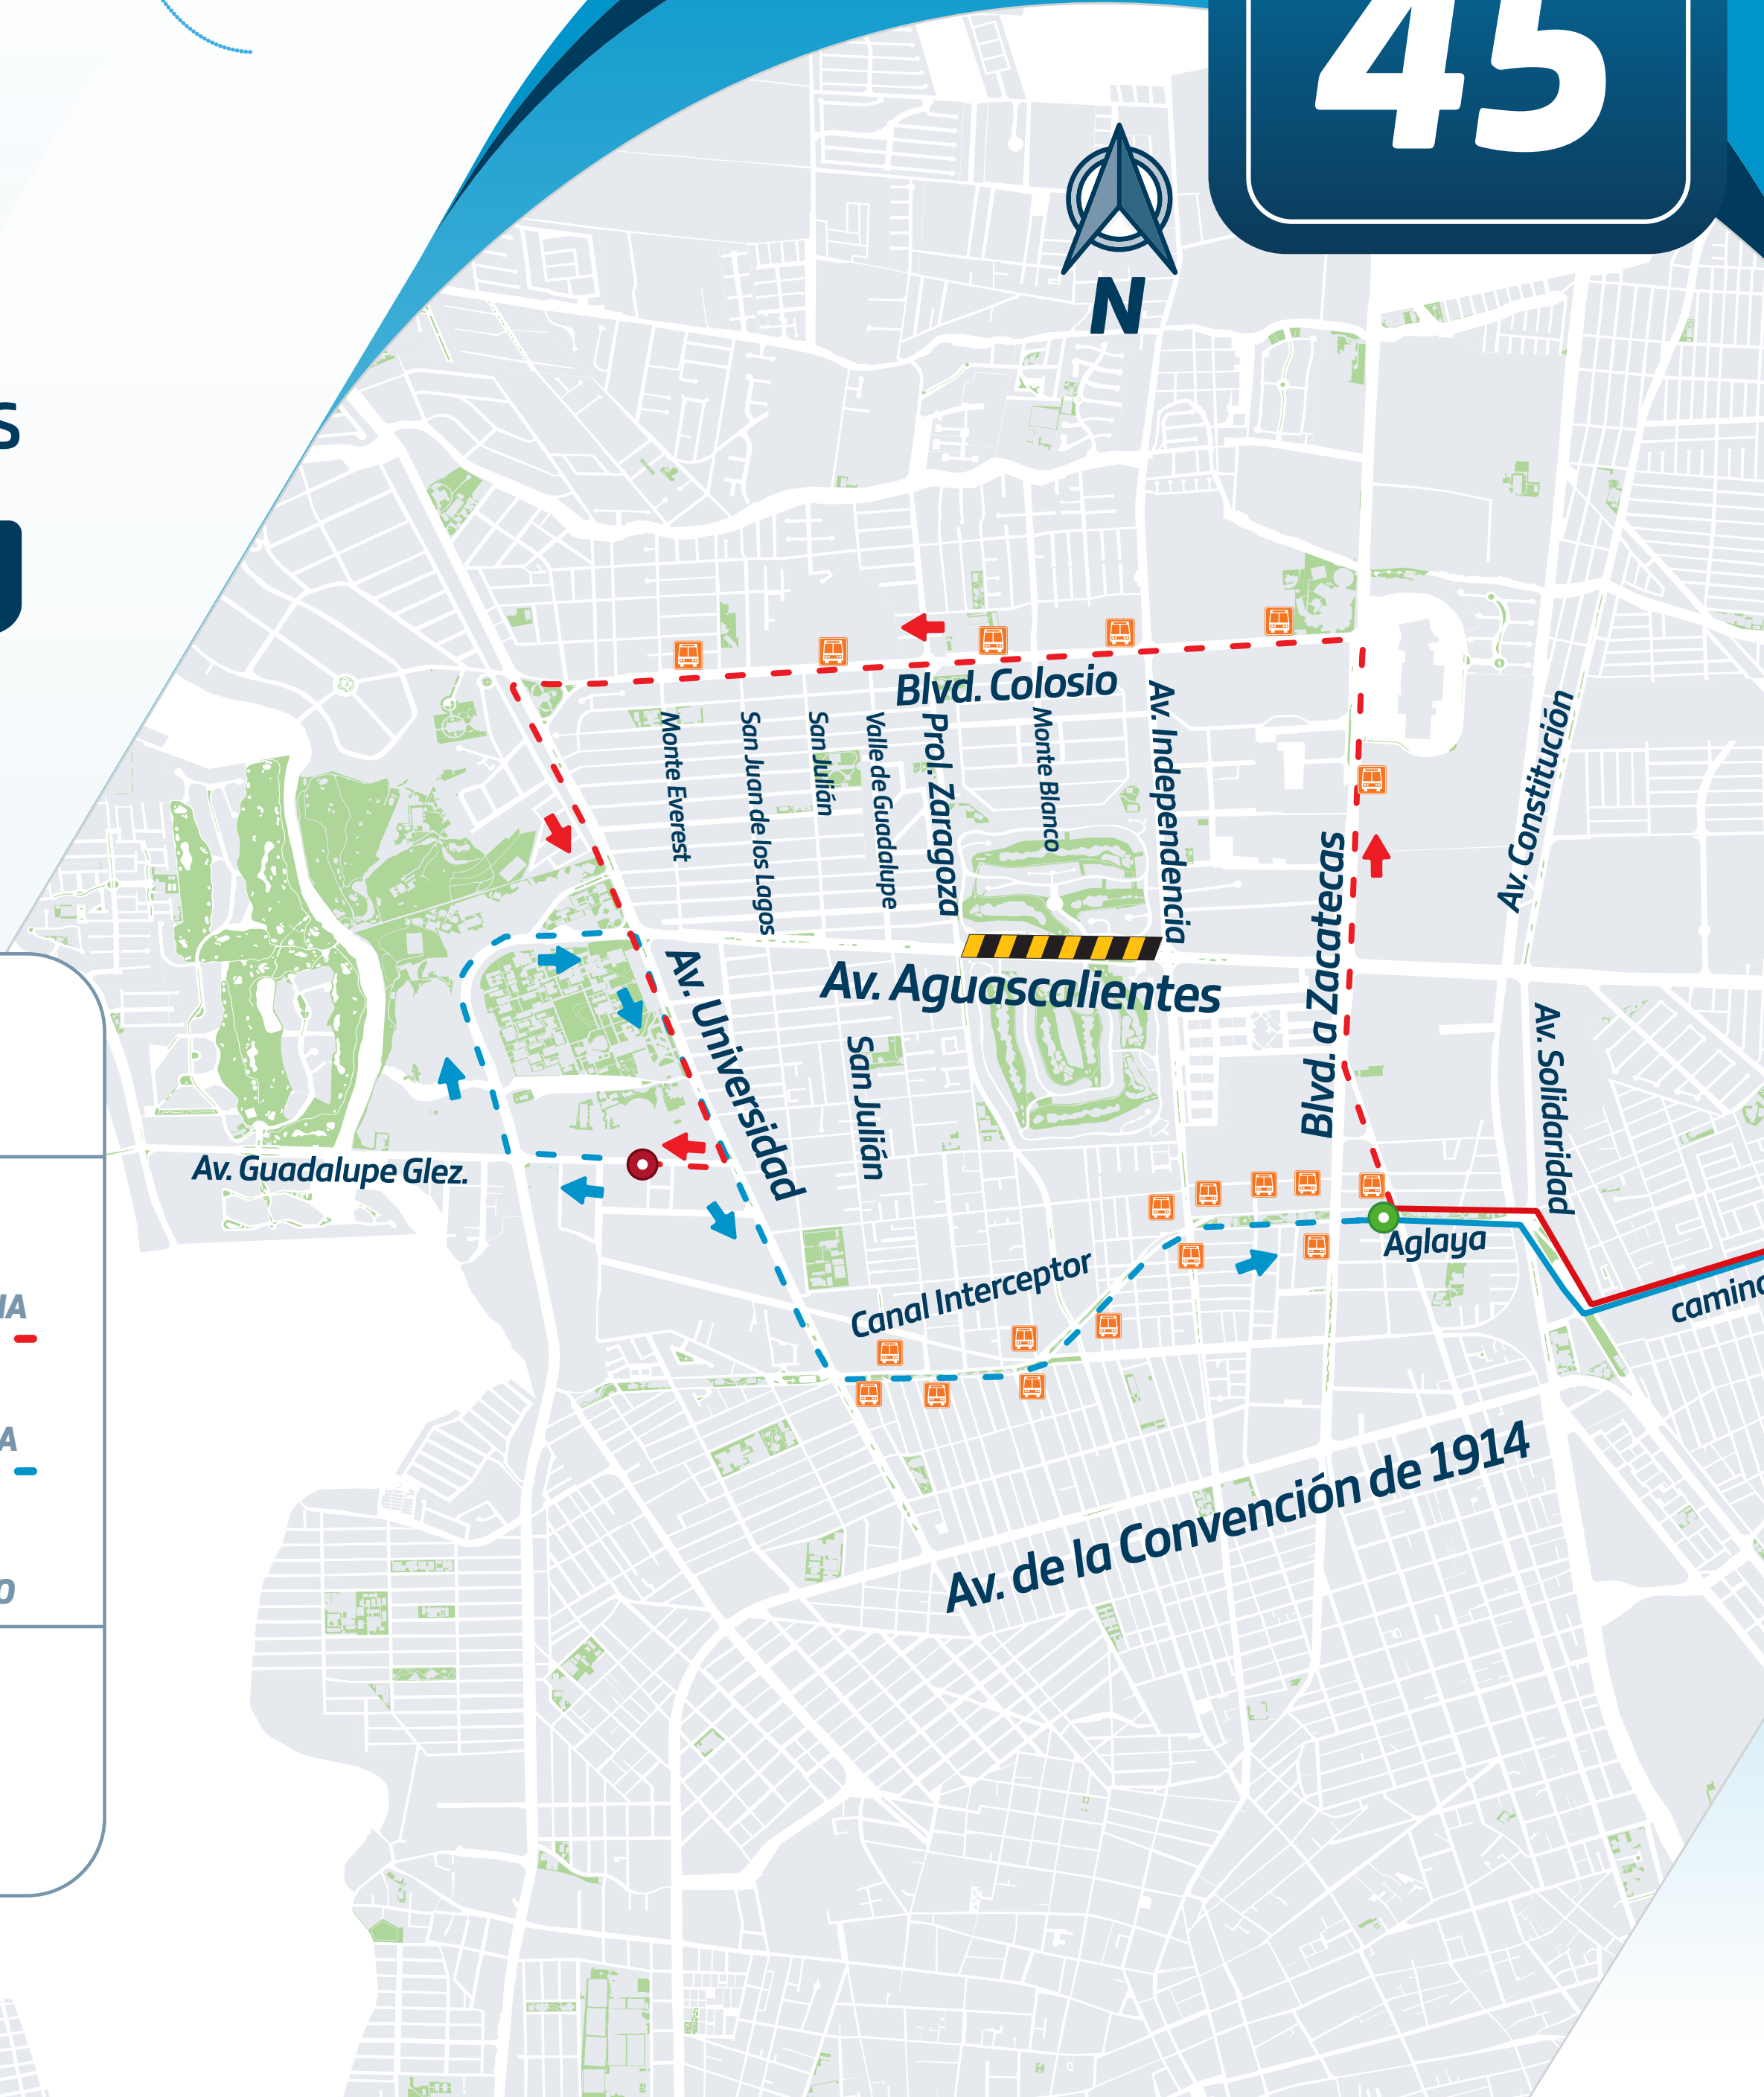 45
N
S
Blvd. Colosio
Monte Everest
San Juan de los Lagos
San Julián
Valle de Guadalupe
Prol. Zaragoza
Monte Blanco
Av. Independencia
Blvd. a Zacatecas
Av. Constitución
Av. Aguascalientes
Av. Universidad
San Julián
Av. Solidaridad
Av. Guadalupe Glez.
Aglaya
Canal Interceptor
camino
IA
A
O
Av. de la Convención de 1914